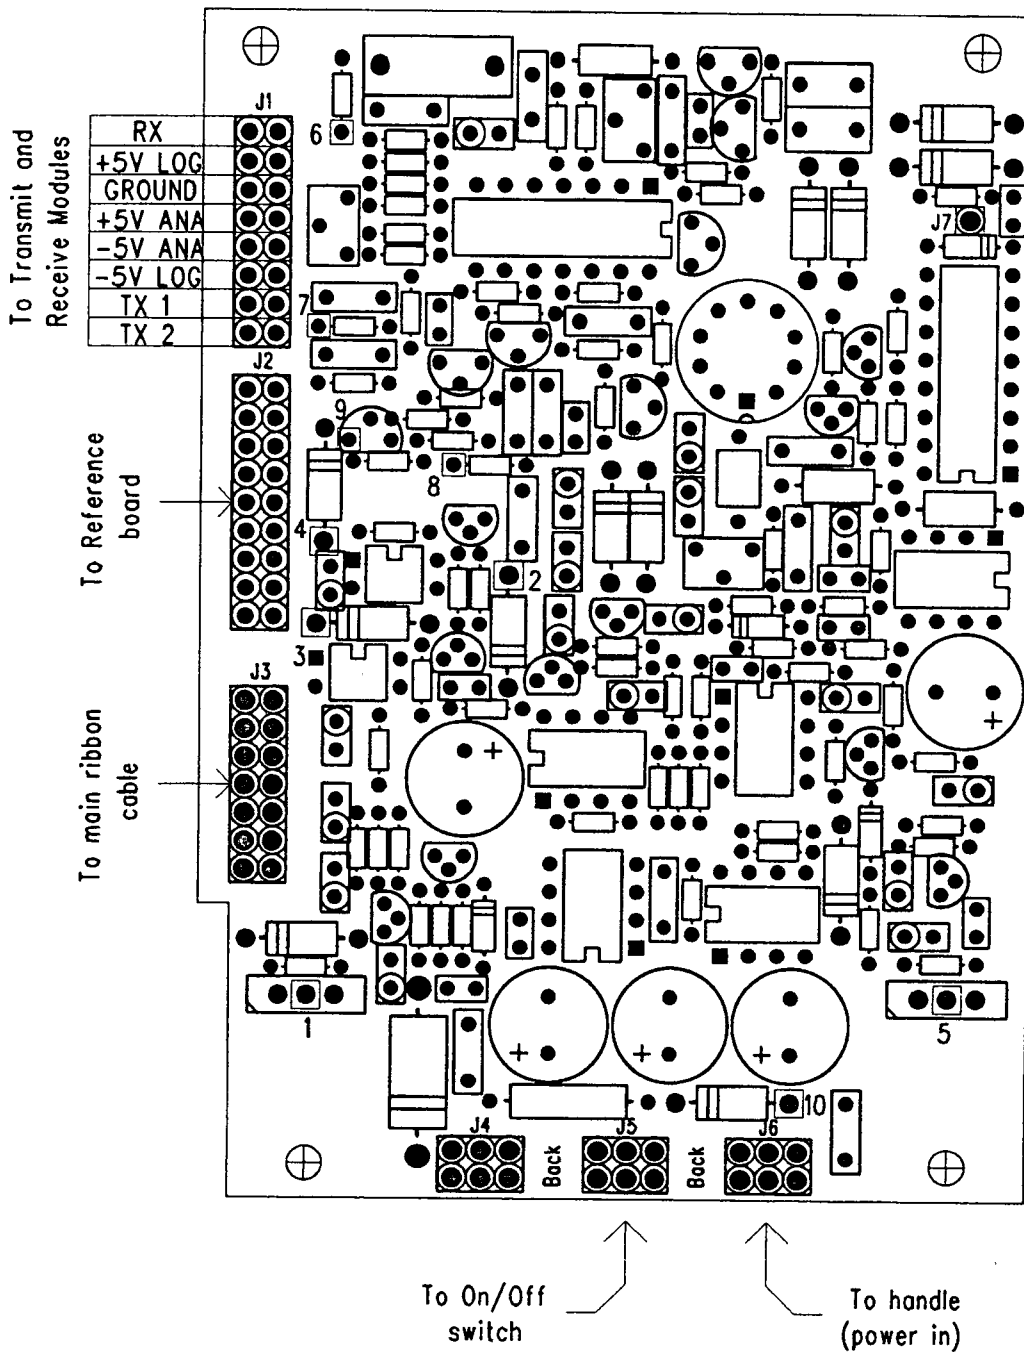 To Transmit and
Receive Modules
J1
RX
+5V LOG
GROUND
+5V ANA
-5V ANA
-5V LOG
TX 1
TX 2
6
7
J7
J2
9
8
To Reference
board
4
2
3
J3
To main ribbon
cable
+
+
1
5
+
+
+
10
J4
Back
J5
Back
J6
To On/Off
switch
To handle
(power in)